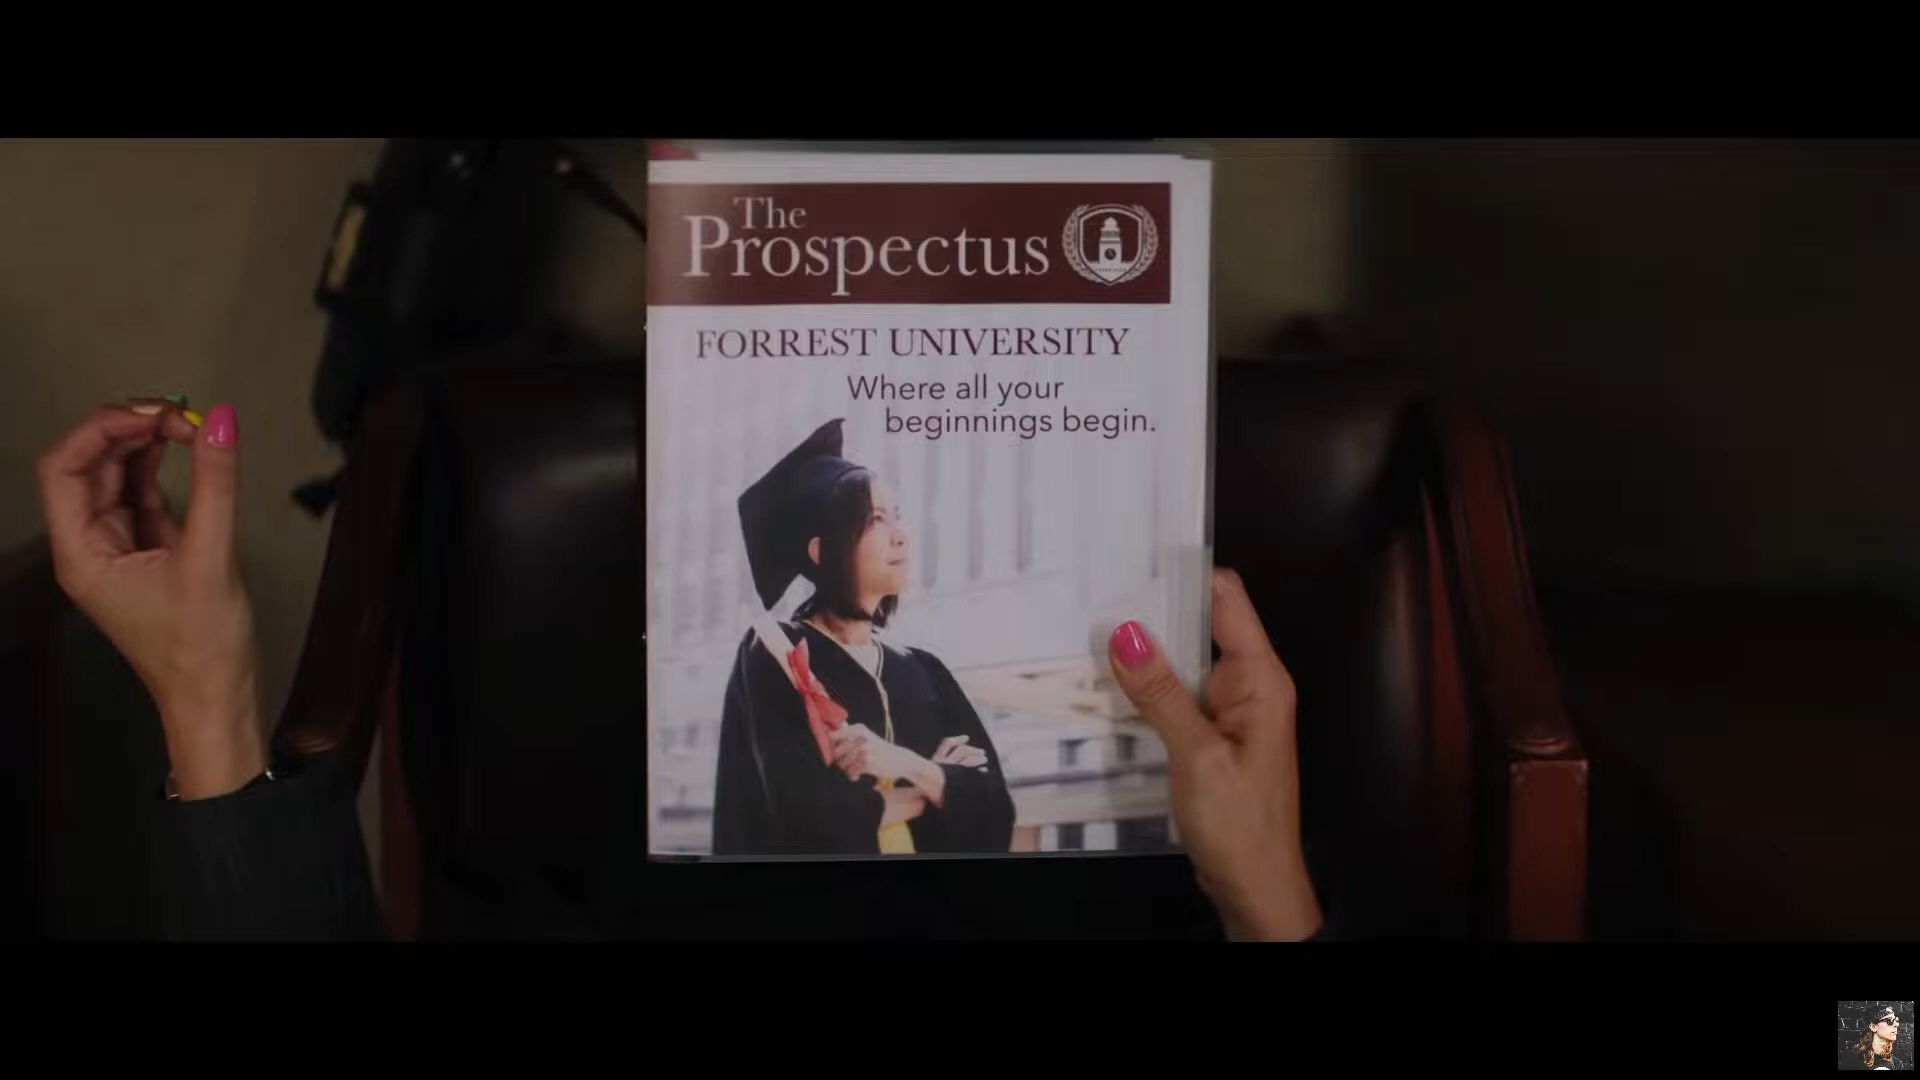 The
Prospectus
FORREST UNIVERSITY
Where all your
beginnings begin.